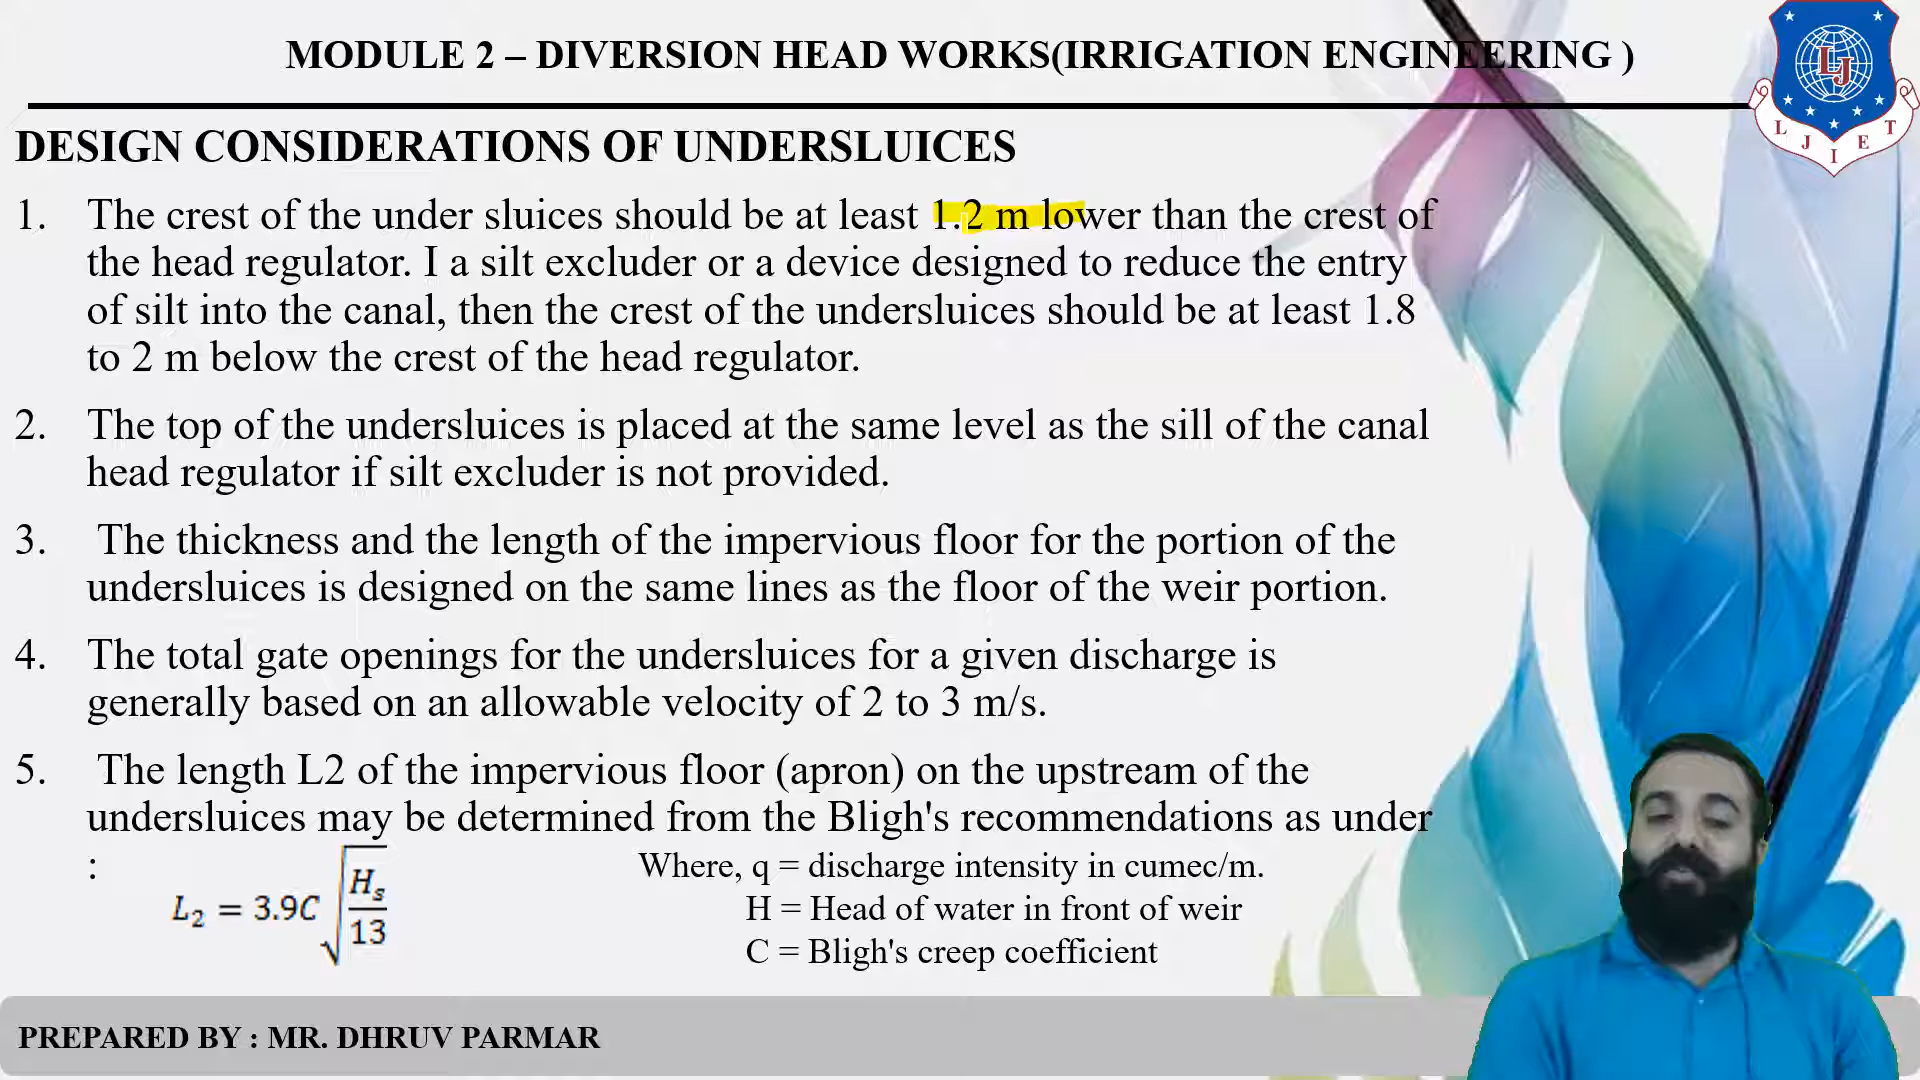 MODULE 2 – DIVERSION HEAD WORKS(IRRIGATION ENGINEERING )
LJ
L J I E T
DESIGN CONSIDERATIONS OF UNDERSLUICES
1. The crest of the under sluices should be at least 1.2 m lower than the crest of
the head regulator. I a silt excluder or a device designed to reduce the entry
of silt into the canal, then the crest of the undersluices should be at least 1.8
to 2 m below the crest of the head regulator.
2. The top of the undersluices is placed at the same level as the sill of the canal
head regulator if silt excluder is not provided.
3. The thickness and the length of the impervious floor for the portion of the
undersluices is designed on the same lines as the floor of the weir portion.
4. The total gate openings for the undersluices for a given discharge is
generally based on an allowable velocity of 2 to 3 m/s.
5. The length L2 of the impervious floor (apron) on the upstream of the
undersluices may be determined from the Bligh's recommendations as under
:
L₂ = 3.9C √(Hₛ/13)
Where, q = discharge intensity in cumec/m.
H = Head of water in front of weir
C = Bligh's creep coefficient
PREPARED BY : MR. DHRUV PARMAR